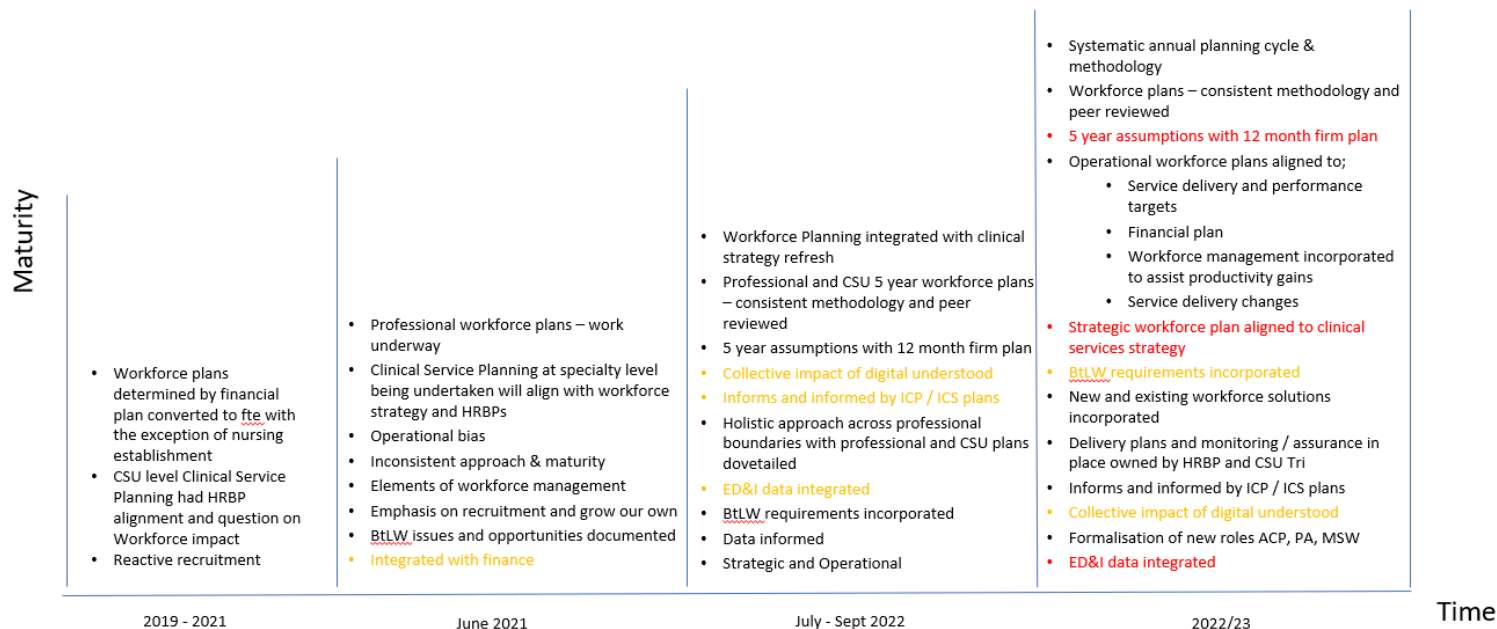 Maturity
• Workforce plans
determined by financial
plan converted to fte with
the exception of nursing
establishment
• CSU level Clinical Service
Planning had HRBP
alignment and question on
Workforce impact
• Reactive recruitment
2019 - 2021
• Professional workforce plans – work
underway
• Clinical Service Planning at specialty level
being undertaken will align with workforce
strategy and HRBPs
• Operational bias
• Inconsistent approach & maturity
• Elements of workforce management
• Emphasis on recruitment and grow our own
• BtLW issues and opportunities documented
• Integrated with finance
June 2021
• Workforce Planning integrated with clinical
strategy refresh
• Professional and CSU 5 year workforce plans
– consistent methodology and peer
reviewed
• 5 year assumptions with 12 month firm plan
• Collective impact of digital understood
• Informs and informed by ICP / ICS plans
• Holistic approach across professional
boundaries with professional and CSU plans
dovetailed
• ED&I data integrated
• BtLW requirements incorporated
• Data informed
• Strategic and Operational
July - Sept 2022
• Systematic annual planning cycle &
methodology
• Workforce plans – consistent methodology and
peer reviewed
• 5 year assumptions with 12 month firm plan
• Operational workforce plans aligned to;
• Service delivery and performance
targets
• Financial plan
• Workforce management incorporated
to assist productivity gains
• Service delivery changes
• Strategic workforce plan aligned to clinical
services strategy
• BtLW requirements incorporated
• New and existing workforce solutions
incorporated
• Delivery plans and monitoring / assurance in
place owned by HRBP and CSU Tri
• Informs and informed by ICP / ICS plans
• Collective impact of digital understood
• Formalisation of new roles ACP, PA, MSW
• ED&I data integrated
2022/23
Time